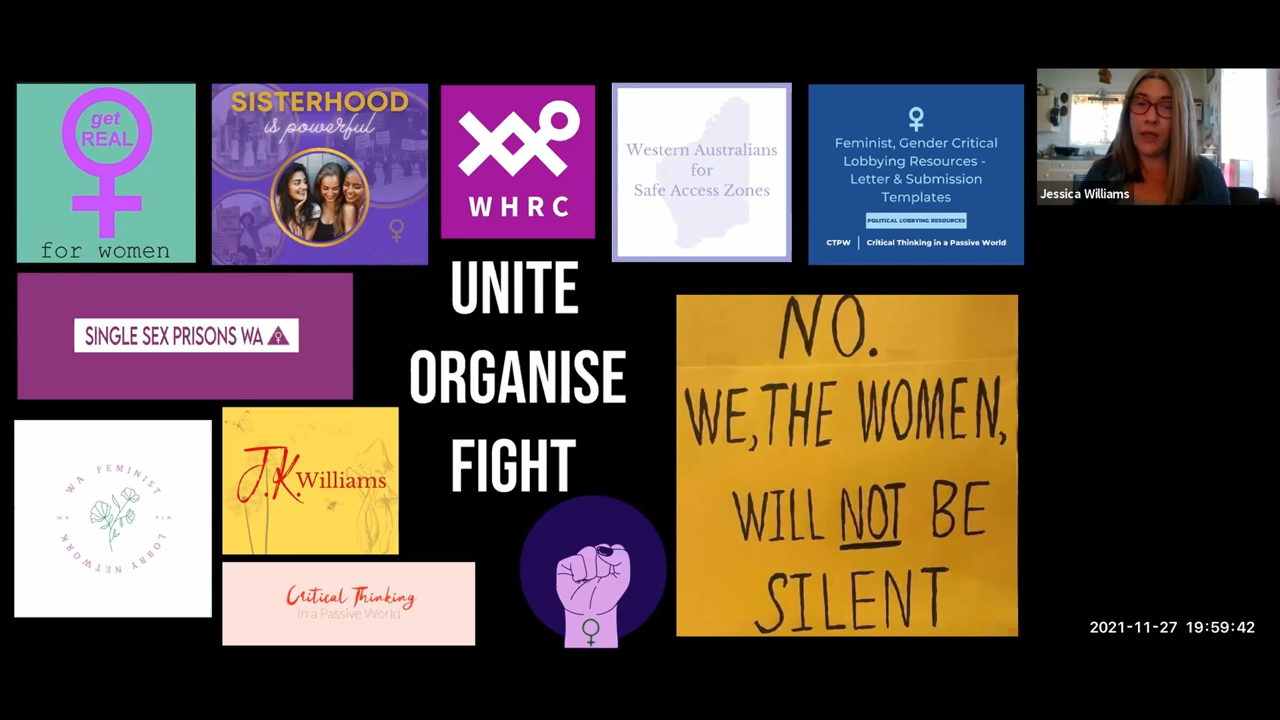 get
REAL
for women
SISTERHOOD
is powerful
WHRC
Western Australians
for
Safe Access Zones
Feminist, Gender Critical
Lobbying Resources -
Letter & Submission
Templates
POLITICAL LOBBYING RESOURCES
CTPW | Critical Thinking in a Passive World
Jessica Williams
SINGLE SEX PRISONS WA
UNITE
ORGANISE
FIGHT
NO.
WE, THE WOMEN,
WILL NOT BE
SILENT
WA FEMINIST
WA FLN
LOBBY NETWORK
J.K. Williams
Critical Thinking
In a Passive World
2021-11-27 19:59:42